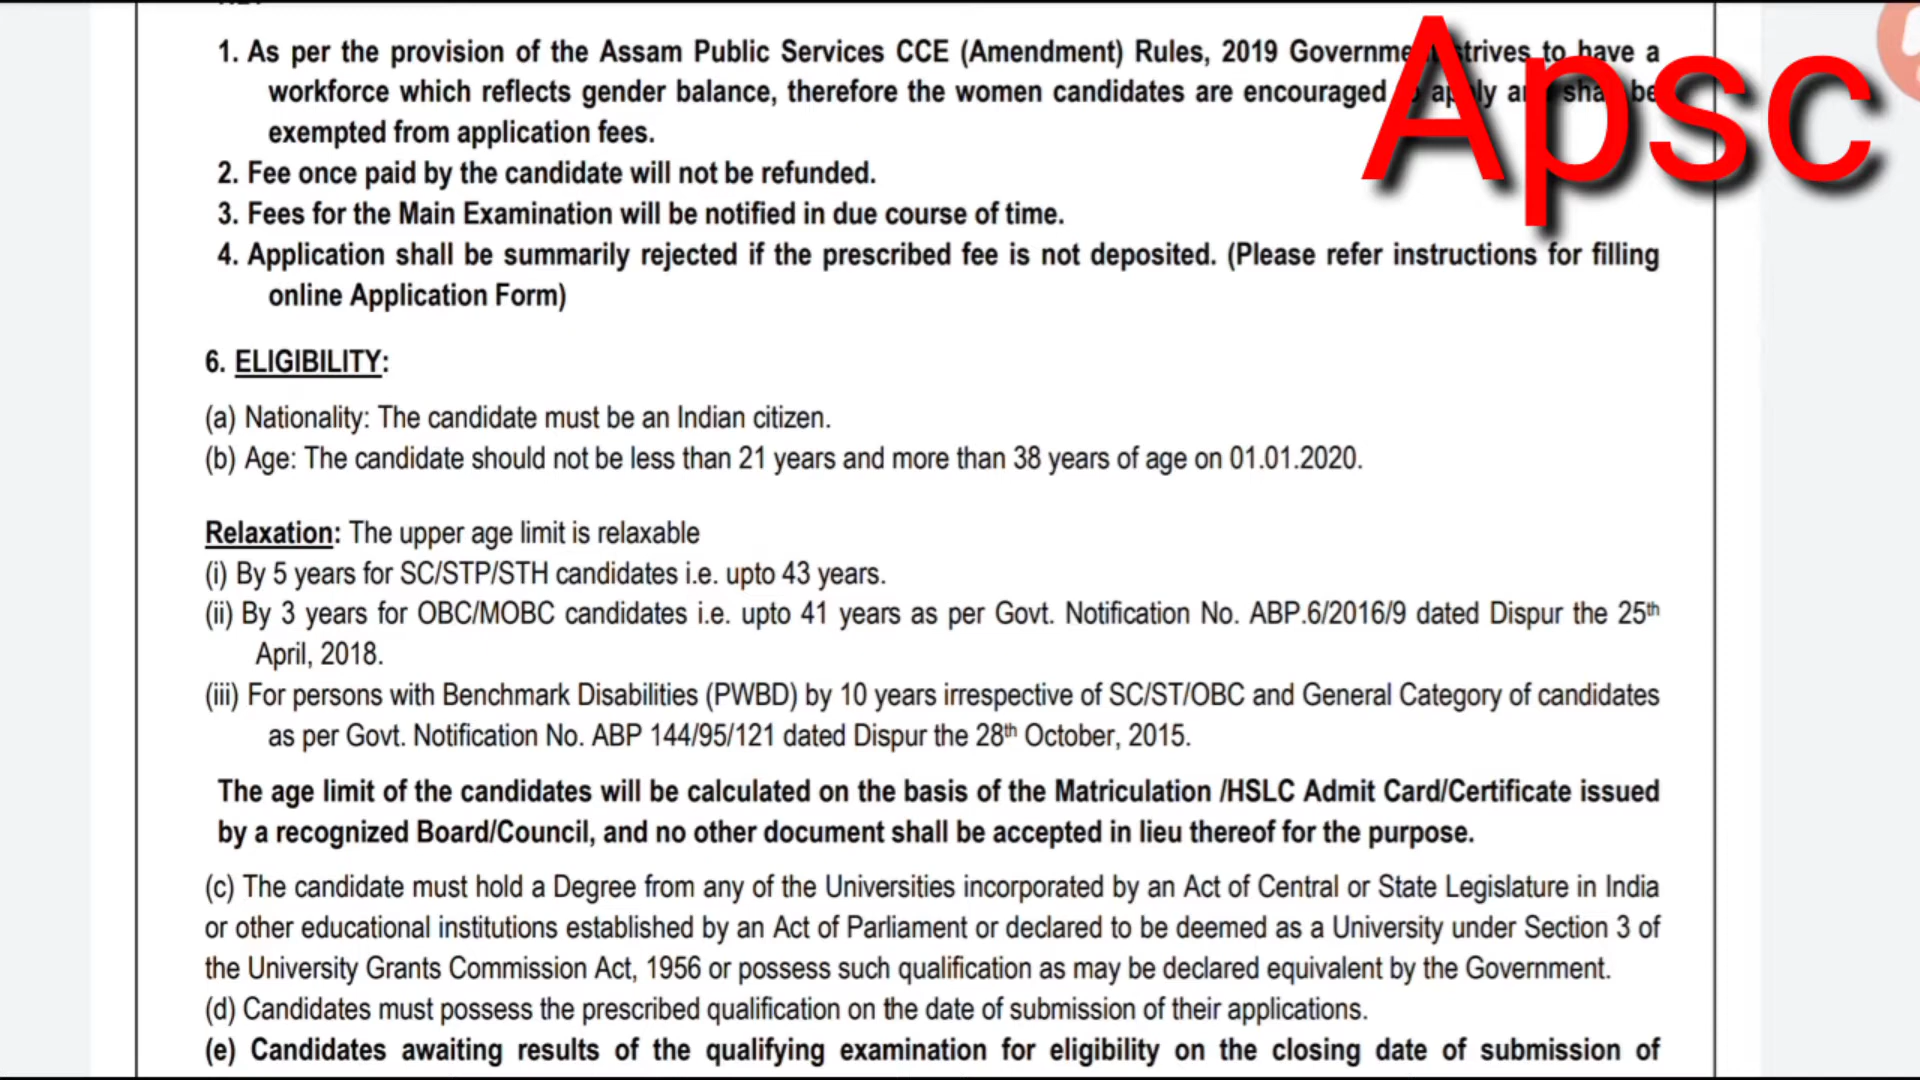 1. As per the provision of the Assam Public Services CCE (Amendment) Rules, 2019 strives to have a
workforce which reflects gender balance, therefore the women candidates are encouraged be
exempted from application fees.
2. Fee once paid by the candidate will not be refunded.
3. Fees for the Main Examination will be notified in due course of time.
4. Application shall be summarily rejected if the prescribed fee is not deposited. (Please refer instructions for filling
online Application Form)
Apsc
6. ELIGIBILITY:
(a) Nationality: The candidate must be an Indian citizen.
(b) Age: The candidate should not be less than 21 years and more than 38 years of age on 01.01.2020.
Relaxation: The upper age limit is relaxable
(i) By 5 years for SC/STP/STH candidates i.e. upto 43 years.
(ii) By 3 years for OBC/MOBC candidates i.e. upto 41 years as per Govt. Notification No. ABP.6/2016/9 dated Dispur the 25th
April, 2018.
(iii) For persons with Benchmark Disabilities (PWBD) by 10 years irrespective of SC/ST/OBC and General Category of candidates
as per Govt. Notification No. ABP 144/95/121 dated Dispur the 28th October, 2015.
The age limit of the candidates will be calculated on the basis of the Matriculation /HSLC Admit Card/Certificate issued
by a recognized Board/Council, and no other document shall be accepted in lieu thereof for the purpose.
(c) The candidate must hold a Degree from any of the Universities incorporated by an Act of Central or State Legislature in India
or other educational institutions established by an Act of Parliament or declared to be deemed as a University under Section 3 of
the University Grants Commission Act, 1956 or possess such qualification as may be declared equivalent by the Government.
(d) Candidates must possess the prescribed qualification on the date of submission of their applications.
(e) Candidates awaiting results of the qualifying examination for eligibility on the closing date of submission of